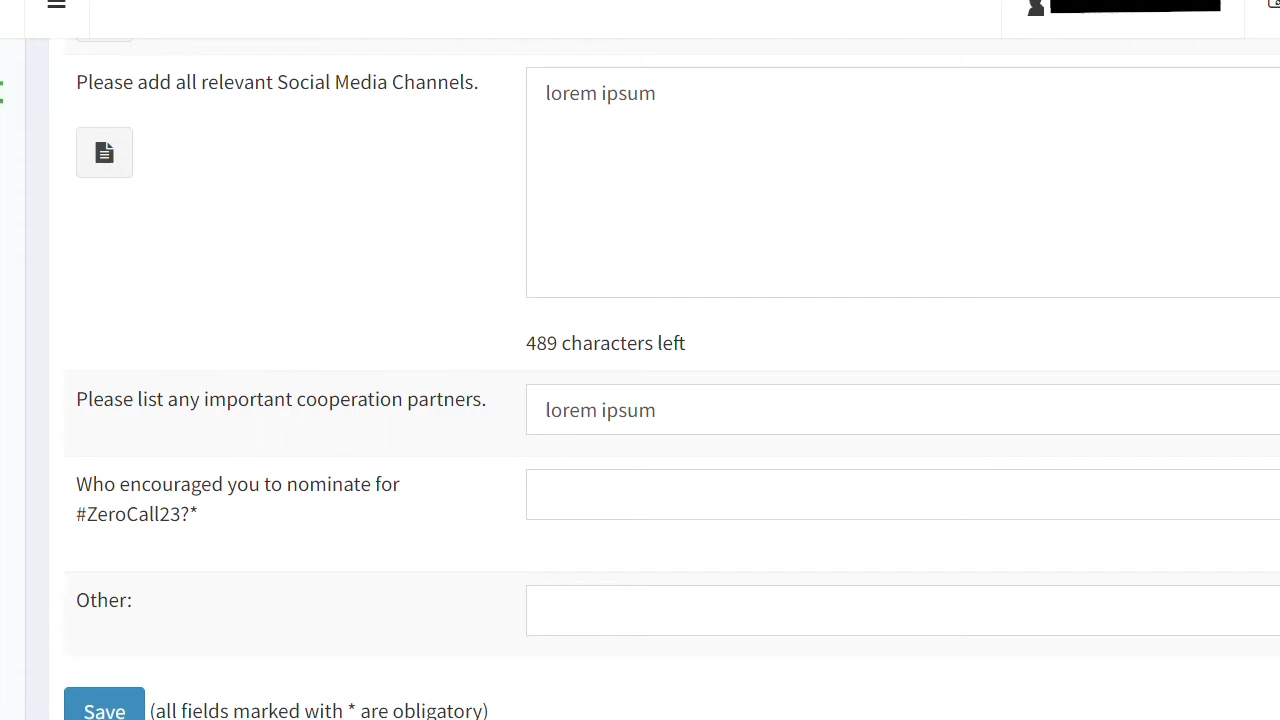 Please add all relevant Social Media Channels.
lorem ipsum
489 characters left
Please list any important cooperation partners.
lorem ipsum
Who encouraged you to nominate for
#ZeroCall23?*
Other:
Save (all fields marked with * are obligatory)